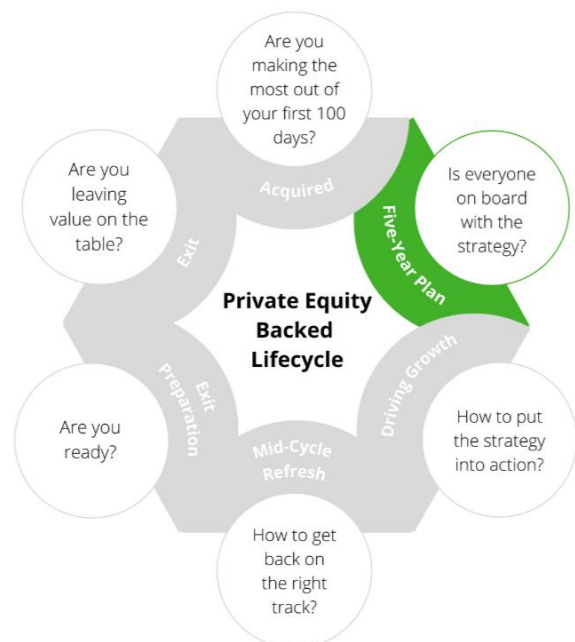 Are you
making the
most out of
your first 100
days?
Acquired
Is everyone
on board
with the
strategy?
Five-Year Plan
How to put
the strategy
into action?
Driving Growth
How to get
back on
the right
track?
Mid-Cycle
Refresh
Are you
ready?
Exit
Preparation
Are you
leaving
value on the
table?
Exit
Private Equity
Backed
Lifecycle